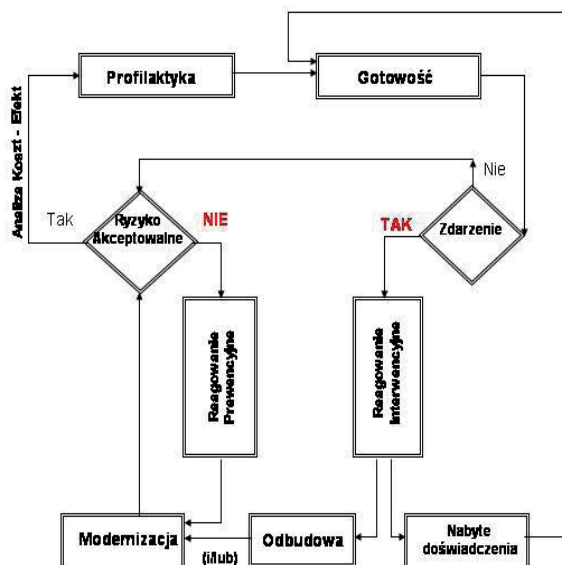 Profilaktyka
Gotowość
Analiza Koszt - Efekt
Nie
Tak
Ryzyko
Akceptowalne
NIE
TAK
Zdarzenie
Reagowanie
Prewencyjne
Reagowanie
Interwencyjne
Modernizacja
(i/lub)
Odbudowa
Nabyte
doświadczenia